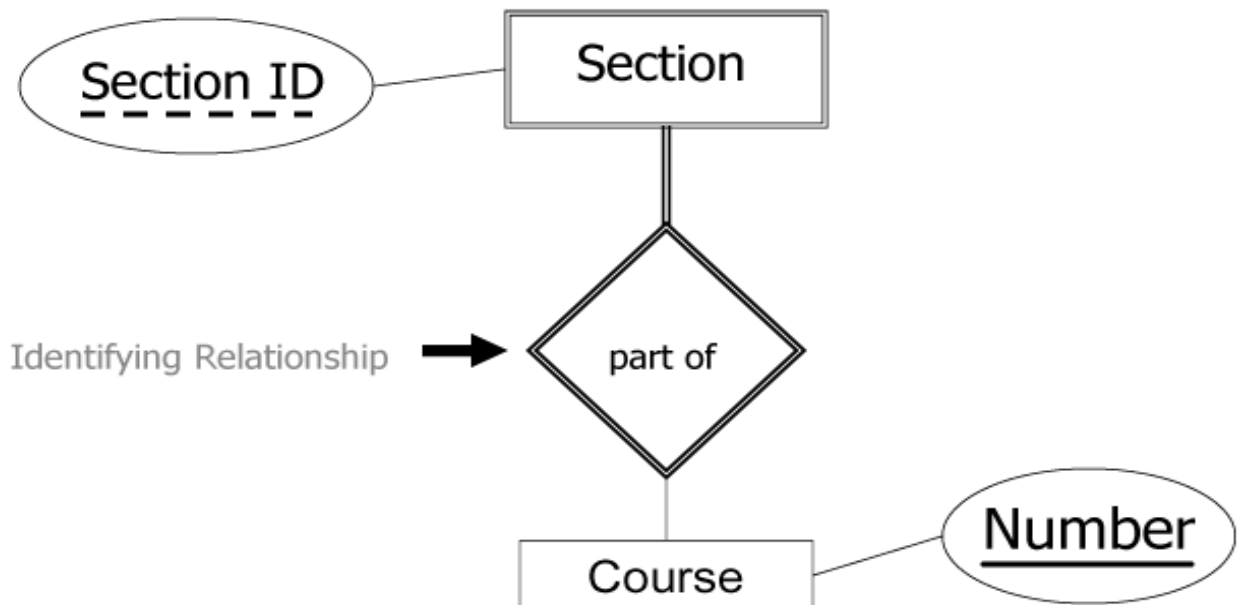 Section ID
Section
Identifying Relationship
part of
Number
Course